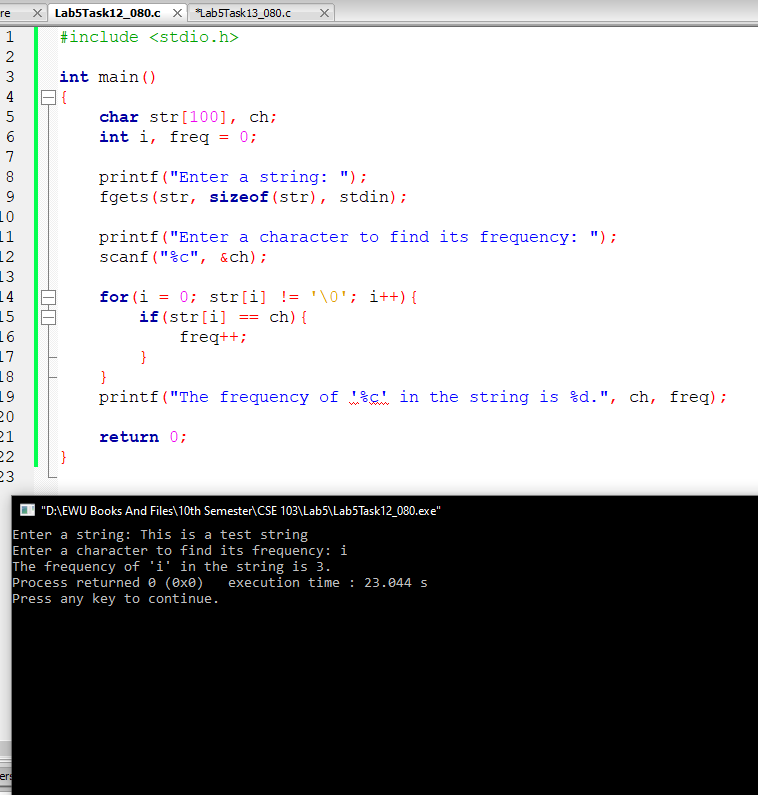 re Lab5Task12_080.c *Lab5Task13_080.c
1 #include <stdio.h>
2
3 int main()
4 {
5 char str[100], ch;
6 int i, freq = 0;
7
8 printf("Enter a string: ");
9 fgets(str, sizeof(str), stdin);
10
11 printf("Enter a character to find its frequency: ");
12 scanf("%c", &ch);
13
14 for(i = 0; str[i] != '\0'; i++){
15 if(str[i] == ch){
16 freq++;
17 }
18 }
19 printf("The frequency of '%c' in the string is %d.", ch, freq);
20
21 return 0;
22 }
23
"D:\EWU Books And Files\10th Semester\CSE 103\Lab5\Lab5Task12_080.exe"
Enter a string: This is a test string
Enter a character to find its frequency: i
The frequency of 'i' in the string is 3.
Process returned 0 (0x0) execution time : 23.044 s
Press any key to continue.